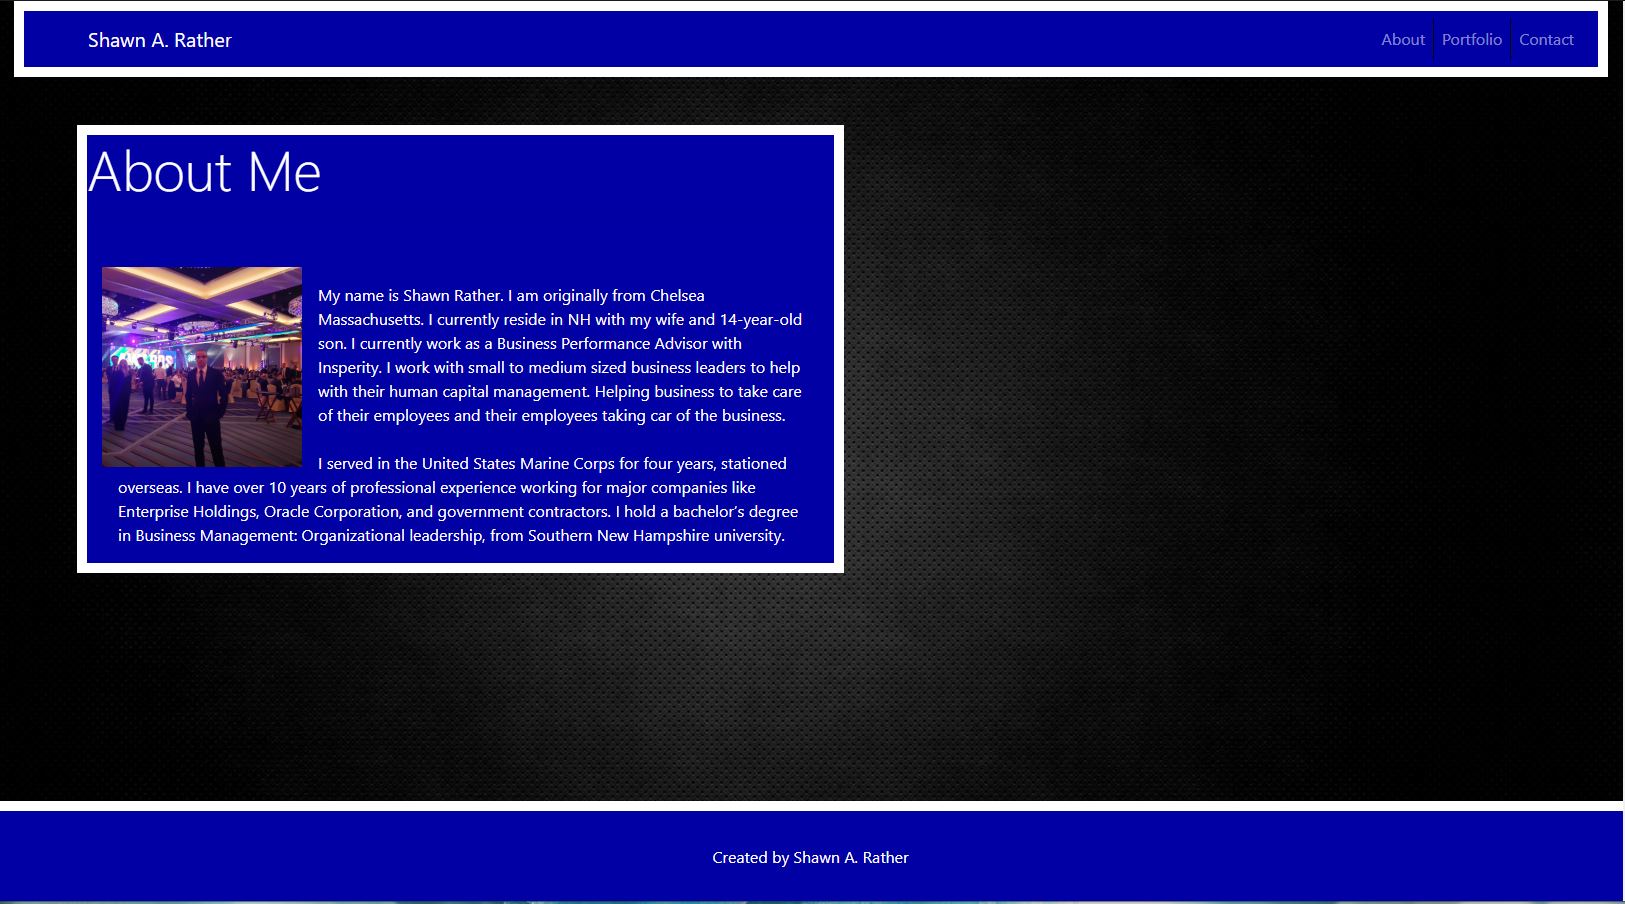 Shawn A. Rather
About
Portfolio
Contact
About Me
My name is Shawn Rather. I am originally from Chelsea
Massachusetts. I currently reside in NH with my wife and 14-year-old
son. I currently work as a Business Performance Advisor with
Insperity. I work with small to medium sized business leaders to help
with their human capital management. Helping business to take care
of their employees and their employees taking car of the business.
I served in the United States Marine Corps for four years, stationed
overseas. I have over 10 years of professional experience working for major companies like
Enterprise Holdings, Oracle Corporation, and government contractors. I hold a bachelor’s degree
in Business Management: Organizational leadership, from Southern New Hampshire university.
Created by Shawn A. Rather